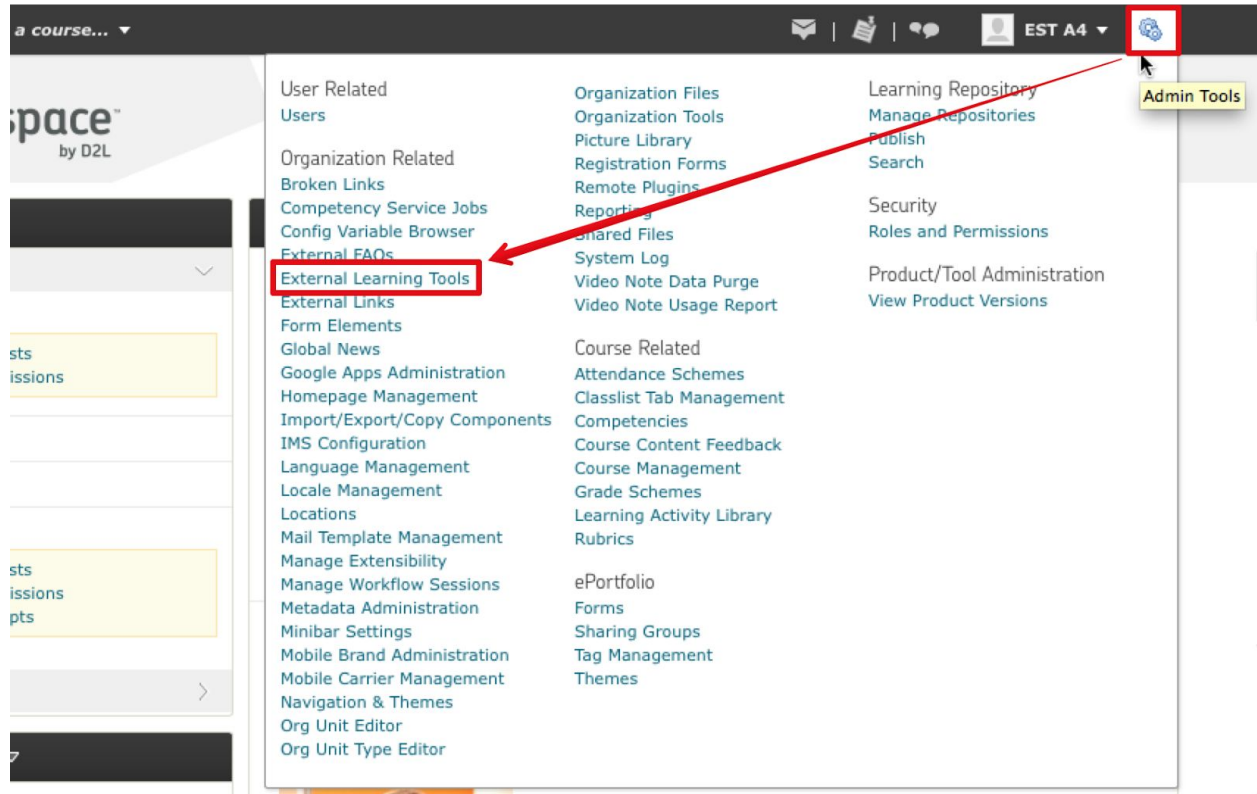 a course...
EST A4
Admin Tools
space™
by D2L
sts
issions
sts
issions
pts
User Related
Users
Organization Related
Broken Links
Competency Service Jobs
Config Variable Browser
External FAQs
External Learning Tools
External Links
Form Elements
Global News
Google Apps Administration
Homepage Management
Import/Export/Copy Components
IMS Configuration
Language Management
Locale Management
Locations
Mail Template Management
Manage Extensibility
Manage Workflow Sessions
Metadata Administration
Minibar Settings
Mobile Brand Administration
Mobile Carrier Management
Navigation & Themes
Org Unit Editor
Org Unit Type Editor
Organization Files
Organization Tools
Picture Library
Registration Forms
Remote Plugins
Reporting
Shared Files
System Log
Video Note Data Purge
Video Note Usage Report
Course Related
Attendance Schemes
Classlist Tab Management
Competencies
Course Content Feedback
Course Management
Grade Schemes
Learning Activity Library
Rubrics
ePortfolio
Forms
Sharing Groups
Tag Management
Themes
Learning Repository
Manage Repositories
Publish
Search
Security
Roles and Permissions
Product/Tool Administration
View Product Versions